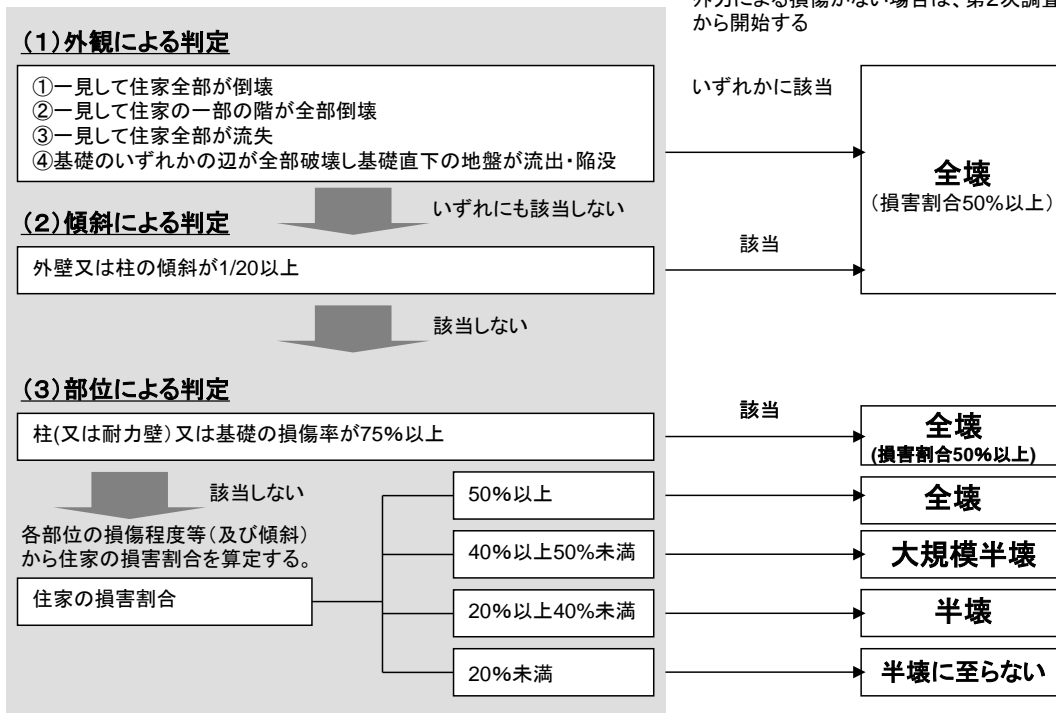 外力による損傷がない場合は、第2次調査
から開始する
(1)外観による判定
①一見して住家全部が倒壊
②一見して住家の一部の階が全部倒壊
③一見して住家全部が流失
④基礎のいずれかの辺が全部破壊し基礎直下の地盤が流出・陥没
いずれかに該当
全壊
(損害割合50%以上)
いずれにも該当しない
(2)傾斜による判定
外壁又は柱の傾斜が1/20以上
該当
該当しない
(3)部位による判定
柱(又は耐力壁)又は基礎の損傷率が75%以上
該当
全壊
(損害割合50%以上)
該当しない
各部位の損傷程度等(及び傾斜)
から住家の損害割合を算定する。
住家の損害割合
50%以上
全壊
40%以上50%未満
大規模半壊
20%以上40%未満
半壊
20%未満
半壊に至らない